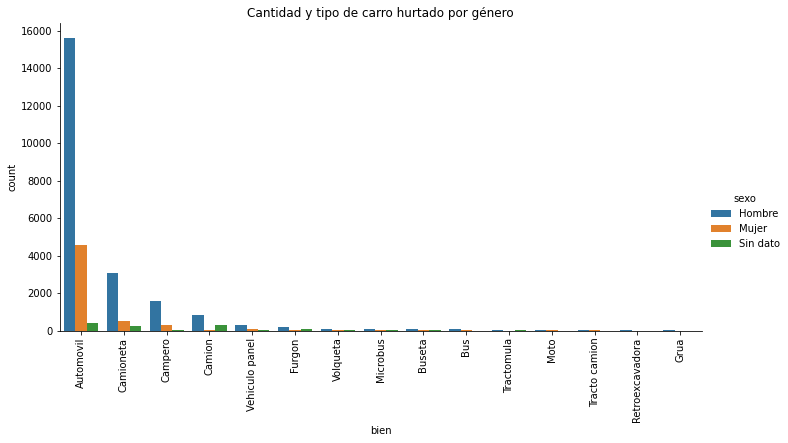 Cantidad y tipo de carro hurtado por género
16000
14000
12000
10000
8000
6000
4000
2000
0
count
Automovil
Camioneta
Campero
Camion
Vehiculo panel
Furgon
Volqueta
Microbus
Buseta
Bus
Tractomula
Moto
Tracto camion
Retroexcavadora
Grua
bien
sexo
Hombre
Mujer
Sin dato